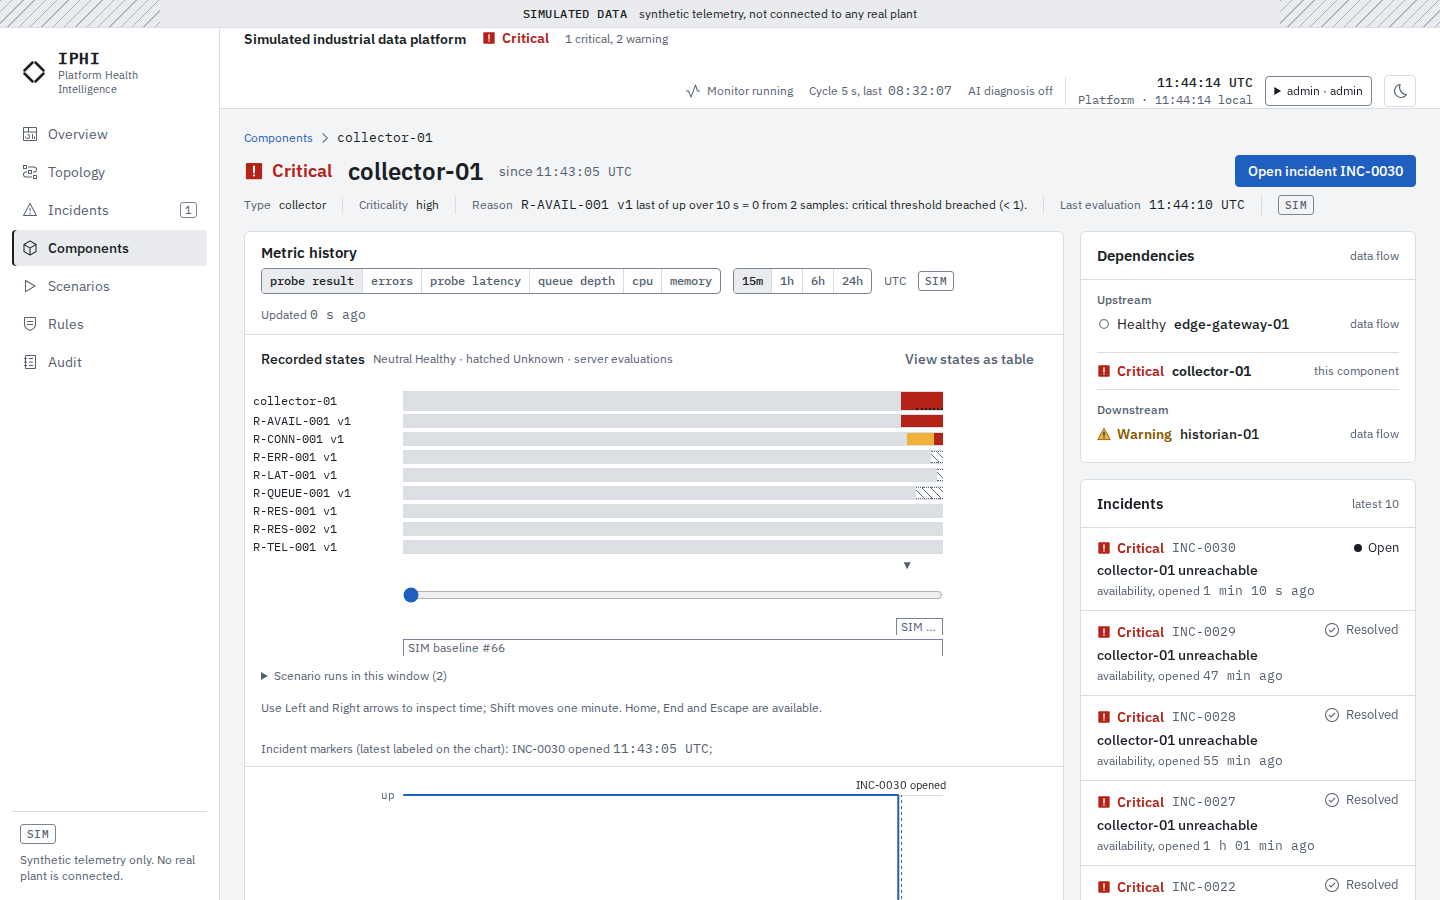 SIMULATED DATA synthetic telemetry, not connected to any real plant
IPHI
Platform Health
Intelligence
Overview
Topology
Incidents 1
Components
Scenarios
Rules
Audit
SIM
Synthetic telemetry only. No real
plant is connected.
Simulated industrial data platform Critical 1 critical, 2 warning
Monitor running Cycle 5 s, last 08:32:07 AI diagnosis off
11:44:14 UTC
Platform · 11:44:14 local
admin · admin
Components > collector-01
Critical collector-01 since 11:43:05 UTC
Open incident INC-0030
Type collector Criticality high Reason R-AVAIL-001 v1 last of up over 10 s = 0 from 2 samples: critical threshold breached (< 1). Last evaluation 11:44:10 UTC SIM
Metric history
probe result errors probe latency queue depth cpu memory 15m 1h 6h 24h UTC SIM
Updated 0 s ago
Recorded states Neutral Healthy · hatched Unknown · server evaluations View states as table
collector-01
R-AVAIL-001 v1
R-CONN-001 v1
R-ERR-001 v1
R-LAT-001 v1
R-QUEUE-001 v1
R-RES-001 v1
R-RES-002 v1
R-TEL-001 v1
SIM ...
SIM baseline #66
Scenario runs in this window (2)
Use Left and Right arrows to inspect time; Shift moves one minute. Home, End and Escape are available.
Incident markers (latest labeled on the chart): INC-0030 opened 11:43:05 UTC;
INC-0030 opened
up
Dependencies data flow
Upstream
Healthy edge-gateway-01 data flow
Critical collector-01 this component
Downstream
Warning historian-01 data flow
Incidents latest 10
Critical INC-0030 Open
collector-01 unreachable
availability, opened 1 min 10 s ago
Critical INC-0029 Resolved
collector-01 unreachable
availability, opened 47 min ago
Critical INC-0028 Resolved
collector-01 unreachable
availability, opened 55 min ago
Critical INC-0027 Resolved
collector-01 unreachable
availability, opened 1 h 01 min ago
Critical INC-0022 Resolved